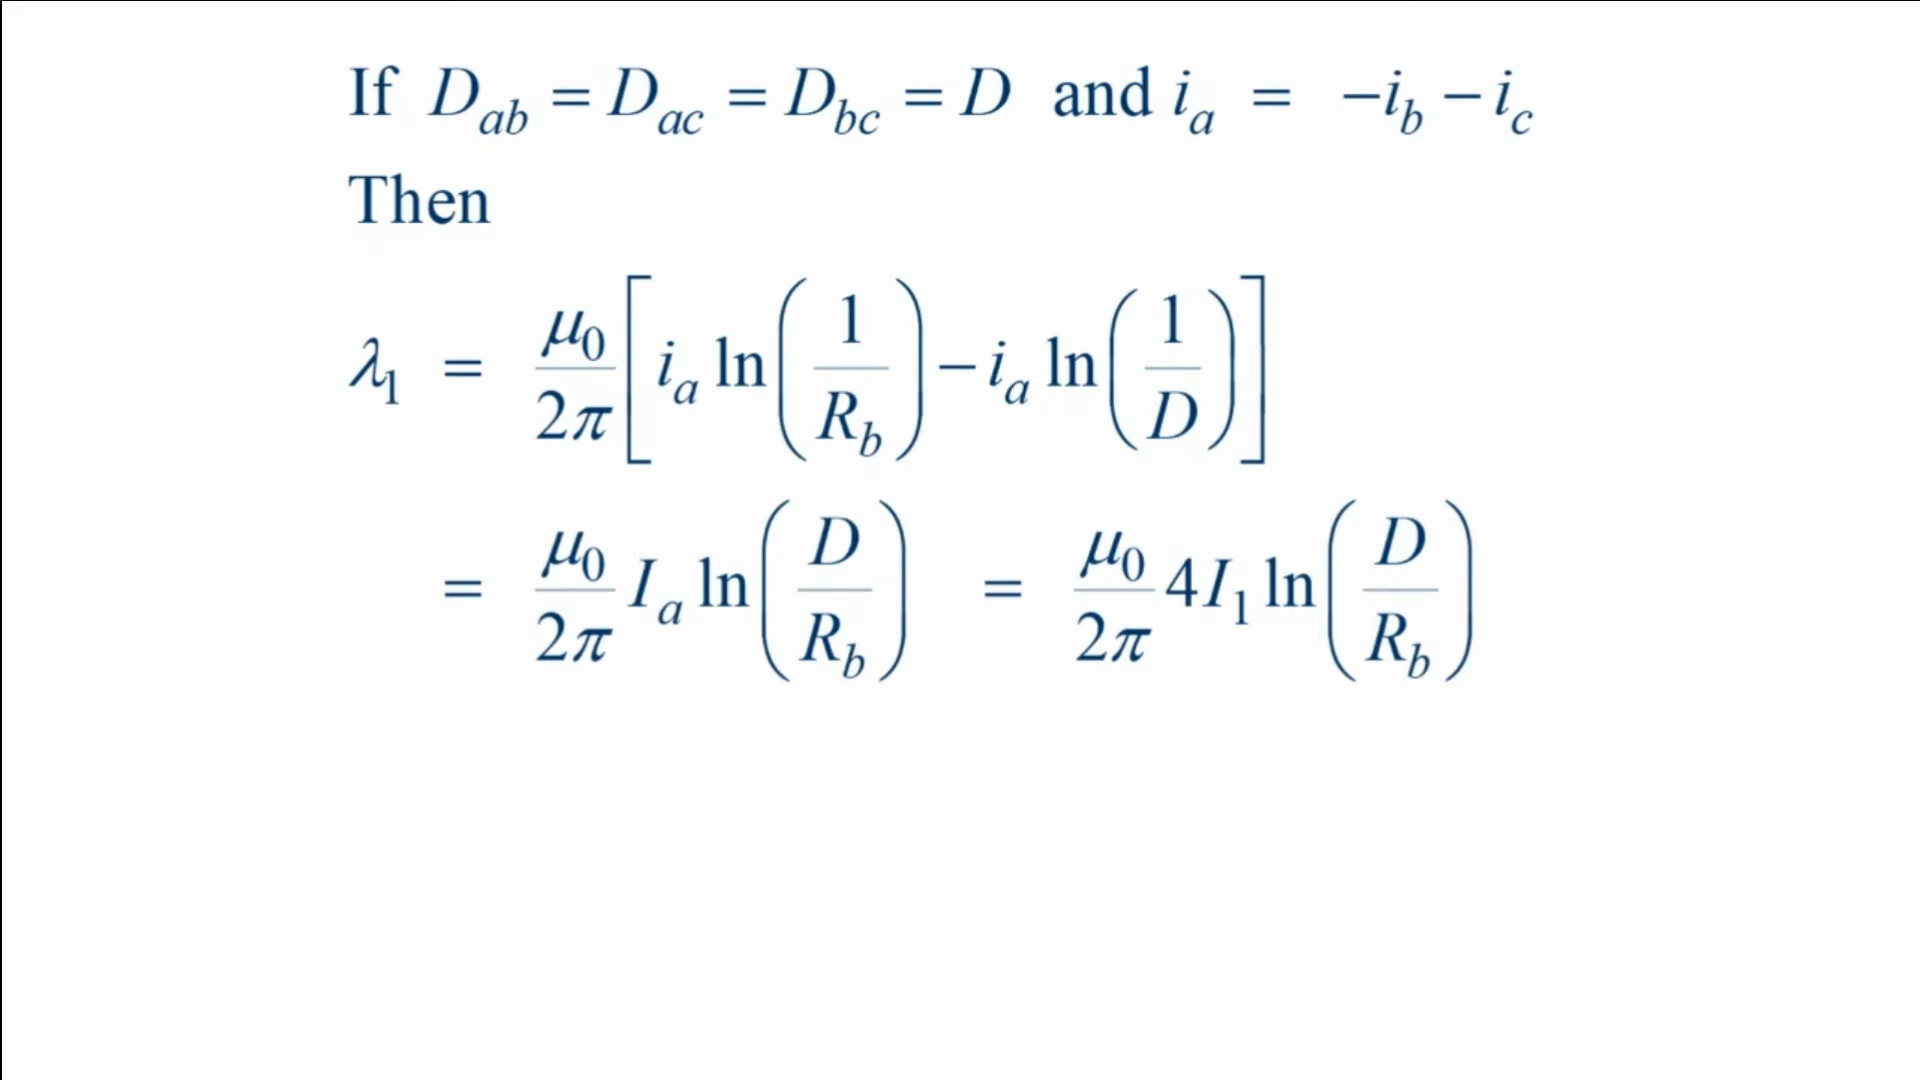 If D_ab = D_ac = D_bc = D and i_a = −i_b − i_c
Then
λ_1 = μ_0/2π [ i_a ln(1/R_b) − i_a ln(1/D) ]
= μ_0/2π I_a ln(D/R_b) = μ_0/2π 4I_1 ln(D/R_b)